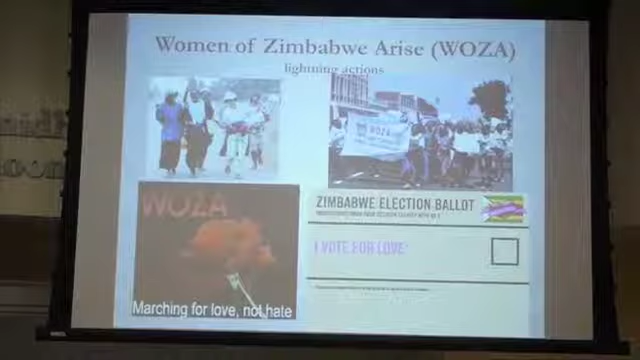 Women of Zimbabwe Arise (WOZA)
lightning actions
WOZA
WOZA
Marching for love, not hate
ZIMBABWE ELECTION BALLOT
I VOTE FOR LOVE